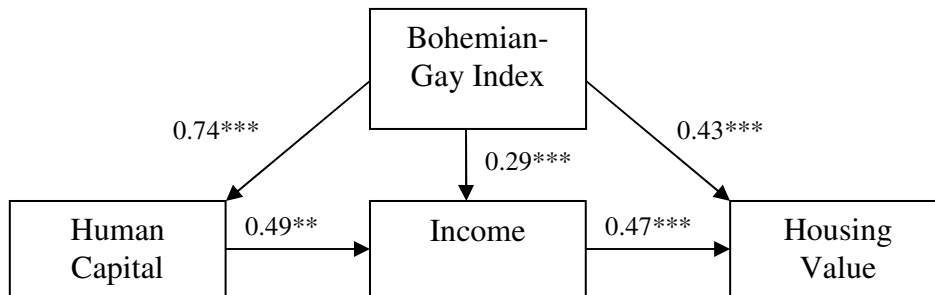 Bohemian-
Gay Index
0.74***
0.43***
0.29***
Human
Capital
0.49**
Income
0.47***
Housing
Value